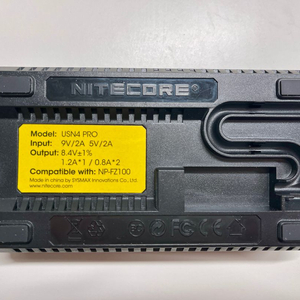 NITECORE®
Model: USN4 PRO
Input: 9V/2A 5V/2A
Output: 8.4V±1%
1.2A*1 / 0.8A*2
Compatible with: NP-FZ100
Made in china by SYSMAX Innovations Co., Ltd.
www.nitecore.com